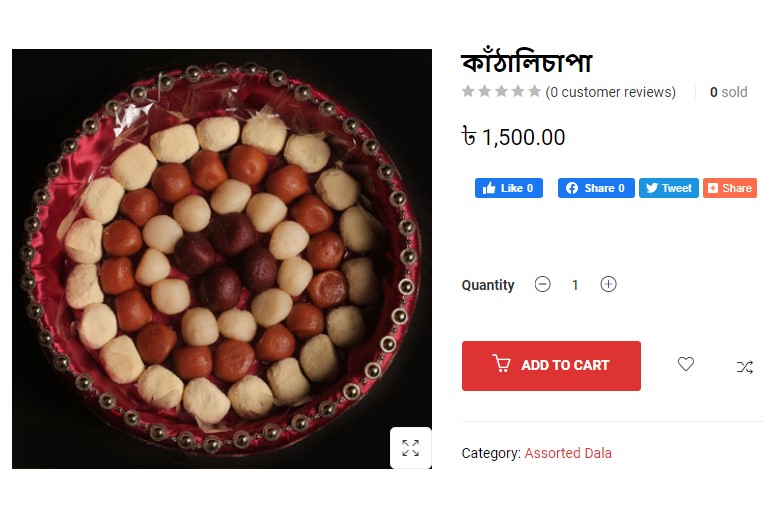 কাঁঠালিচাপা
(0 customer reviews) 0 sold
৳ 1,500.00
Like 0 Share 0 Tweet Share
Quantity 1
ADD TO CART
Category: Assorted Dala